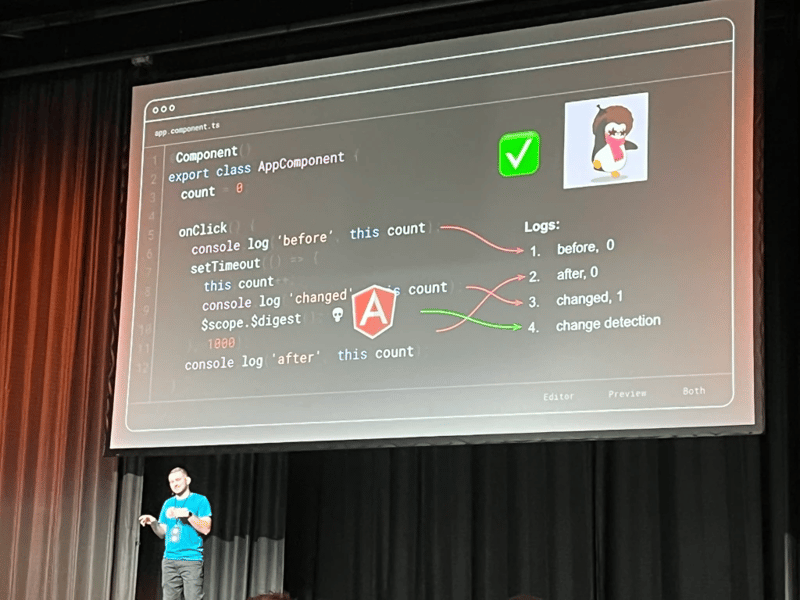 app.component.ts
1 Component()
2 export class AppComponent {
3 count = 0
4
5 onClick() {
6 console log('before', this count);
7 setTimeout(() => {
8 this count++
9 console log 'changed' this count);
10 $scope.$digest();
11 }, 1000)
12 console log 'after', this count
}
A
Logs:
1. before, 0
2. after, 0
3. changed, 1
4. change detection
Editor Preview Both